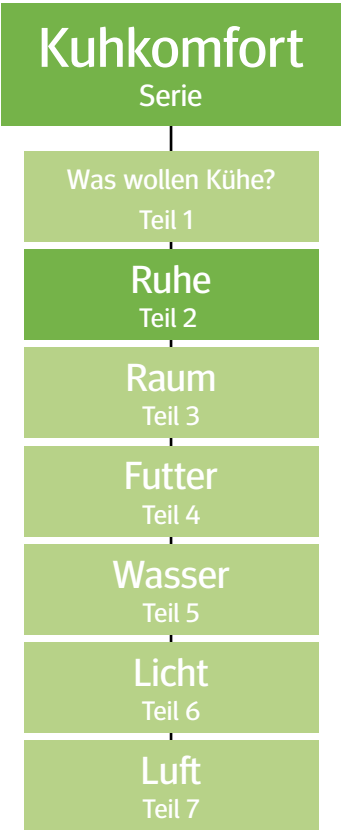 Kuhkomfort
Serie
Was wollen Kühe?
Teil 1
Ruhe
Teil 2
Raum
Teil 3
Futter
Teil 4
Wasser
Teil 5
Licht
Teil 6
Luft
Teil 7